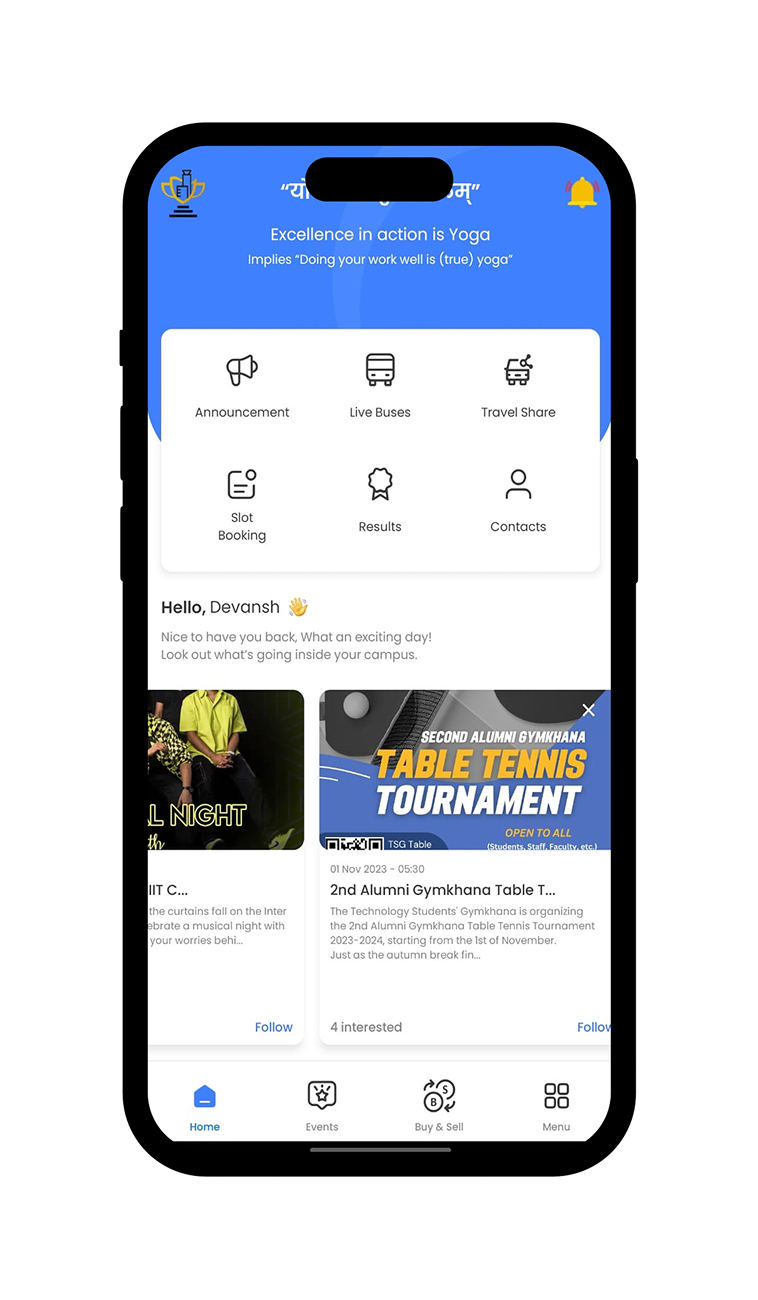 Excellence in action is Yoga
Implies “Doing your work well is (true) yoga”
Announcement
Live Buses
Travel Share
Slot
Booking
Results
Contacts
Hello, Devansh 👋
Nice to have you back, What an exciting day!
Look out what's going inside your campus.
NIGHT
IIT C...
the curtains fall on the Inter
musical night with
your worries behi...
Follow
SECOND ALUMNI GYMKHANA
TABLE TENNIS
TOURNAMENT
OPEN TO ALL
(Students, Staff, Faculty, etc.)
TSG Table
01 Nov 2023 - 05:30
2nd Alumni Gymkhana Table T...
The Technology Students' Gymkhana is organizing
the 2nd Alumni Gymkhana Table Tennis Tournament
2023-2024, starting from the 1st of November.
Just as the autumn break fin...
4 interested
Follow
Home
Events
Buy & Sell
Menu